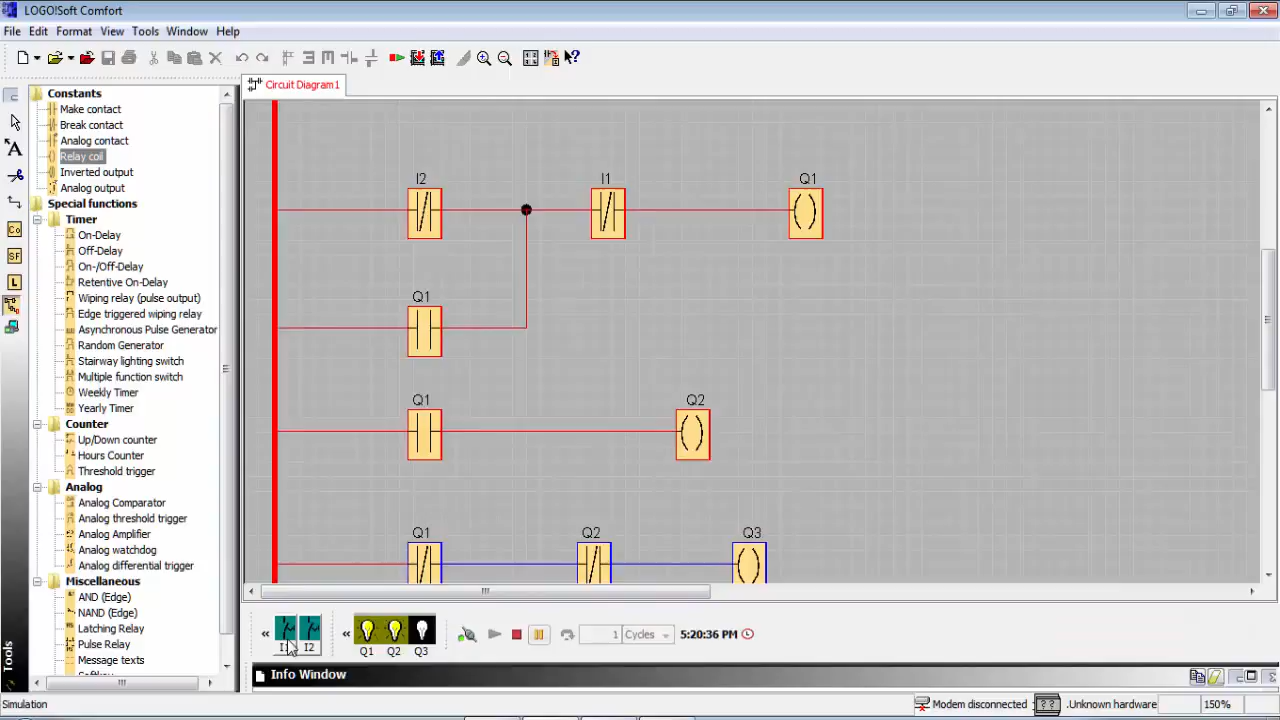 LOGO!Soft Comfort
File Edit Format View Tools Window Help
Circuit Diagram1
Constants
Make contact
Break contact
Analog contact
Relay coil
Inverted output
Analog output
Special functions
Timer
On-Delay
Off-Delay
On-/Off-Delay
Retentive On-Delay
Wiping relay (pulse output)
Edge triggered wiping relay
Asynchronous Pulse Generator
Random Generator
Stairway lighting switch
Multiple function switch
Weekly Timer
Yearly Timer
Counter
Up/Down counter
Hours Counter
Threshold trigger
Analog
Analog Comparator
Analog threshold trigger
Analog Amplifier
Analog watchdog
Analog differential trigger
Miscellaneous
AND (Edge)
NAND (Edge)
Latching Relay
Pulse Relay
Message texts
Co
SF
L
Tools
I2 I1 Q1
Q1
Q1 Q2
Q1 Q2 Q3
I2 Q1 Q2 Q3
1 Cycles 5:20:36 PM
Info Window
Simulation Modem disconnected ? ? .Unknown hardware 150%